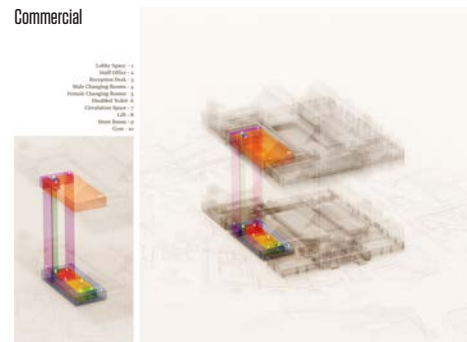 Commercial
Lobby Space - 1
Staff Office - 2
Reception Desk - 3
Male Changing Rooms - 4
Female Changing Rooms - 5
Disabled Toilet - 6
Circulation Space - 7
Lift - 8
Store Room - 9
Gym - 10